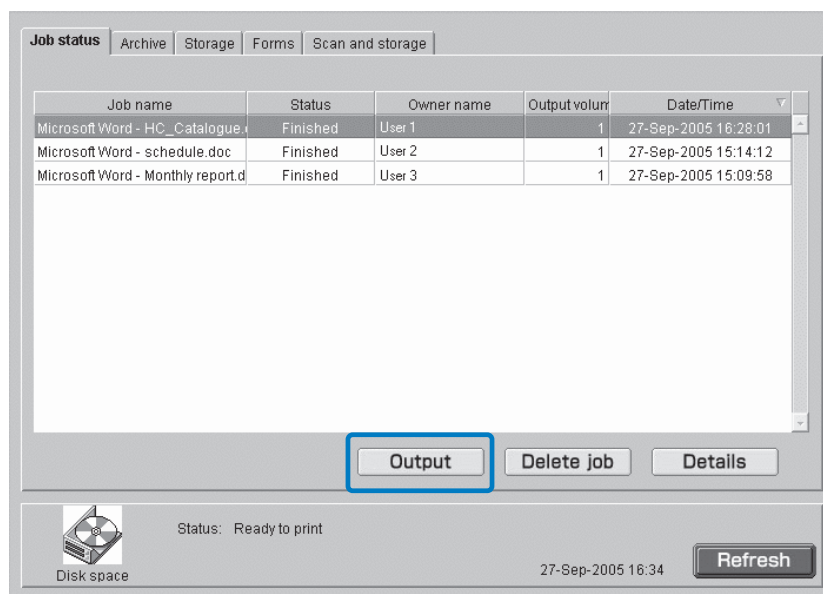 Job status Archive Storage Forms Scan and storage
Job name Status Owner name Output volum Date/Time
Microsoft Word - HC_Catalogue. Finished User 1 1 27-Sep-2005 16:28:01
Microsoft Word - schedule.doc Finished User 2 1 27-Sep-2005 15:14:12
Microsoft Word - Monthly report.d Finished User 3 1 27-Sep-2005 15:09:58
Output Delete job Details
Status: Ready to print
Disk space 27-Sep-2005 16:34 Refresh